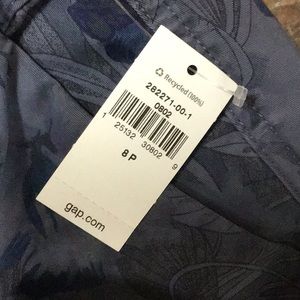 Recycled (100%)
282271-00-1
0802
1 25132 30802 9
8 P
gap.com